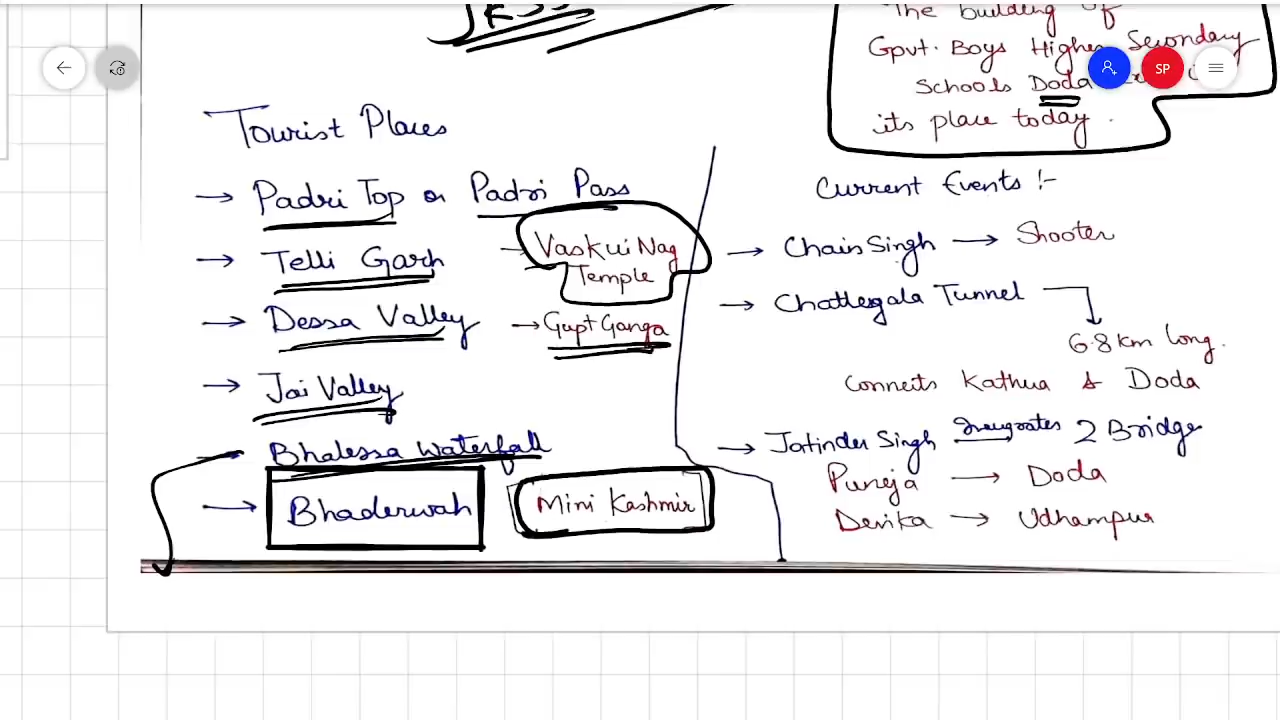 The building of
Govt. Boys Higher Secondary
Schools Doda
its place today.
SP
Tourist Places
→ Padri Top or Padri Pass
→ Telli Garh
→ Vaskui Nag
Temple
→ Dessa Valley
→ Gupt Ganga
→ Jai Valley
→ Bhalessa Waterfall
→ Bhaderwah
Mini Kashmir
Current Events :-
→ Chain Singh → Shooter
→ Chattergala Tunnel
6.8 km long.
Connects Kathua & Doda
→ Jatinder Singh Inaugrates 2 Bridge
Puneja → Doda
Devika → Udhampur